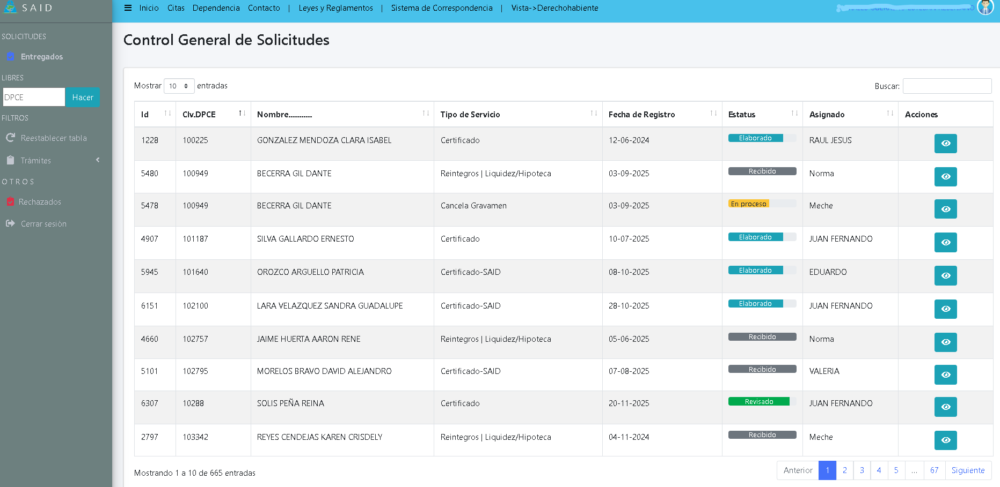 SAID
Inicio Citas Dependencia Contacto | Leyes y Reglamentos | Sistema de Correspondencia | Vista->Derechohabiente
SOLICITUDES
Entregados
LIBRES
DPCE Hacer
FILTROS
Reestablecer tabla
Trámites
OTROS
Rechazados
Cerrar sesión
Control General de Solicitudes
Mostrar 10 entradas
Buscar:
Id Clv.DPCE Nombre........... Tipo de Servicio Fecha de Registro Estatus Asignado Acciones
1228 100225 GONZALEZ MENDOZA CLARA ISABEL Certificado 12-06-2024 Elaborado RAUL JESUS
5480 100949 BECERRA GIL DANTE Reintegros | Liquidez/Hipoteca 03-09-2025 Recibido Norma
5478 100949 BECERRA GIL DANTE Cancela Gravamen 03-09-2025 En proceso Meche
4907 101187 SILVA GALLARDO ERNESTO Certificado 10-07-2025 Elaborado JUAN FERNANDO
5945 101640 OROZCO ARGUELLO PATRICIA Certificado-SAID 08-10-2025 Elaborado EDUARDO
6151 102100 LARA VELAZQUEZ SANDRA GUADALUPE Certificado-SAID 28-10-2025 Elaborado JUAN FERNANDO
4660 102757 JAIME HUERTA AARON RENE Reintegros | Liquidez/Hipoteca 05-06-2025 Recibido Norma
5101 102795 MORELOS BRAVO DAVID ALEJANDRO Certificado-SAID 07-08-2025 Recibido VALERIA
6307 10288 SOLIS PEÑA REINA Certificado 20-11-2025 Revisado JUAN FERNANDO
2797 103342 REYES CENDEJAS KAREN CRISDELY Reintegros | Liquidez/Hipoteca 04-11-2024 Recibido Meche
Mostrando 1 a 10 de 665 entradas
Anterior 1 2 3 4 5 ... 67 Siguiente